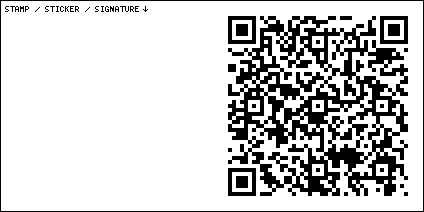 STAMP / STICKER / SIGNATURE ↓